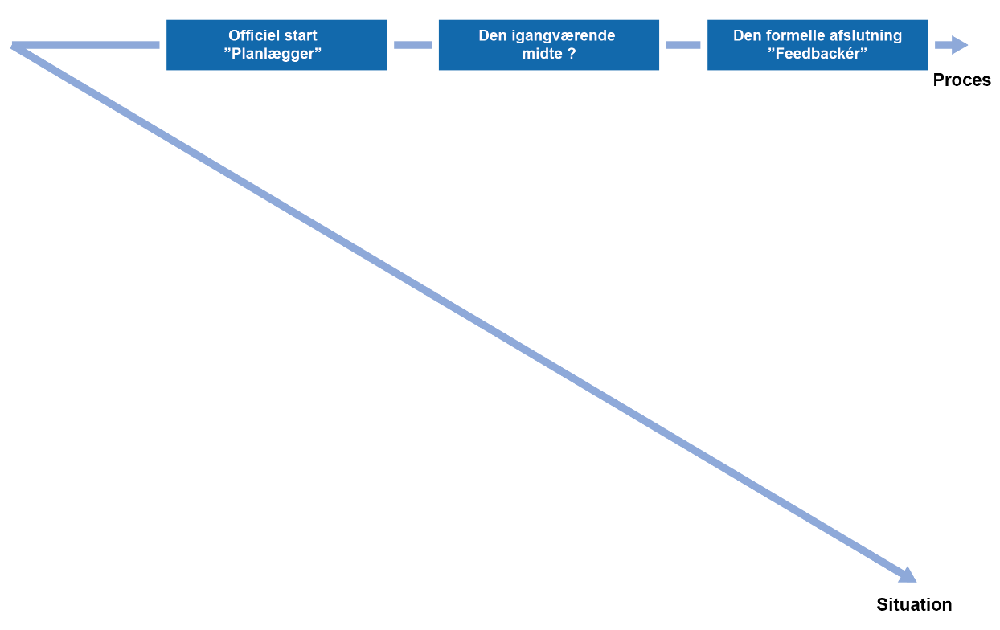 Officiel start
”Planlægger”
Den igangværende
midte ?
Den formelle afslutning
”Feedbackér”
Proces
Situation